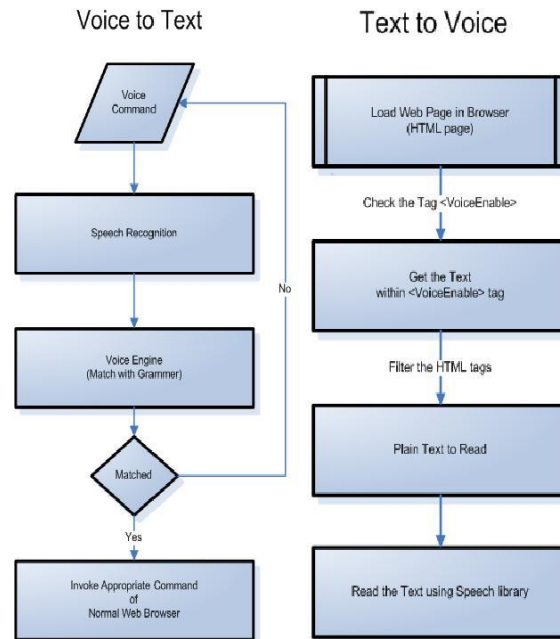 Voice to Text
Voice
Command
Speech Recognition
No
Voice Engine
(Match with Grammer)
Matched
Yes
Invoke Appropriate Command
of
Normal Web Browser
Text to Voice
Load Web Page in Browser
(HTML page)
Check the Tag <VoiceEnable>
Get the Text
within <VoiceEnable> tag
Filter the HTML tags
Plain Text to Read
Read the Text using Speech library